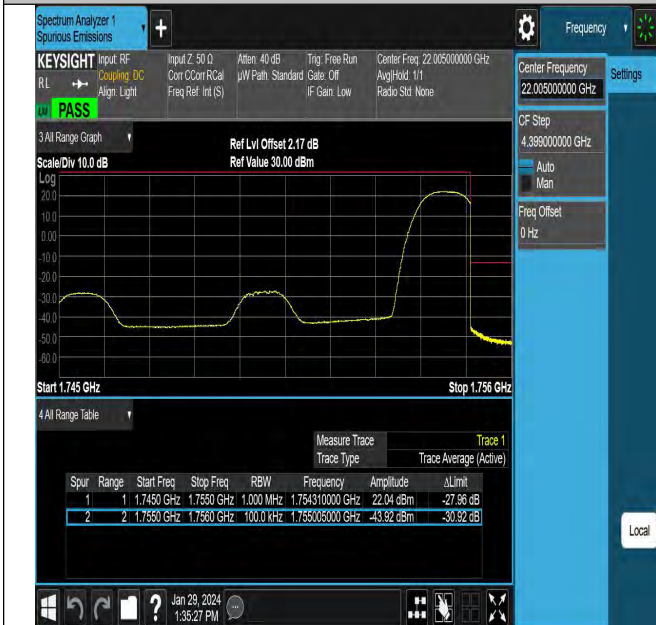 Spectrum Analyzer 1
Spurious Emissions
Frequency
KEYSIGHT
RL
PASS
Input: RF
Coupling: DC
Align: Light
Input Z: 50 Ω
Corr CCorr RCal
Freq Ref: Int (S)
Atten: 40 dB
µW Path: Standard
Trig: Free Run
Gate: Off
IF Gain: Low
Center Freq: 22.005000000 GHz
Avg|Hold: 1/1
Radio Std: None
Center Frequency
22.005000000 GHz
Settings
CF Step
4.399000000 GHz
Auto
Man
Freq Offset
0 Hz
3 All Range Graph
Ref Lvl Offset 2.17 dB
Scale/Div 10.0 dB
Ref Value 30.00 dBm
Log
20.0
10.0
0.00
-10.0
-20.0
-30.0
-40.0
-50.0
-60.0
Start 1.745 GHz
Stop 1.756 GHz
4 All Range Table
Measure Trace Trace 1
Trace Type Trace Average (Active)
Spur Range Start Freq Stop Freq RBW Frequency Amplitude ΔLimit
1 1 1.7450 GHz 1.7550 GHz 1.000 MHz 1.754310000 GHz 22.04 dBm -27.96 dB
2 2 1.7550 GHz 1.7560 GHz 100.0 kHz 1.755005000 GHz -43.92 dBm -30.92 dB
Local
Jan 29, 2024
1:35:27 PM